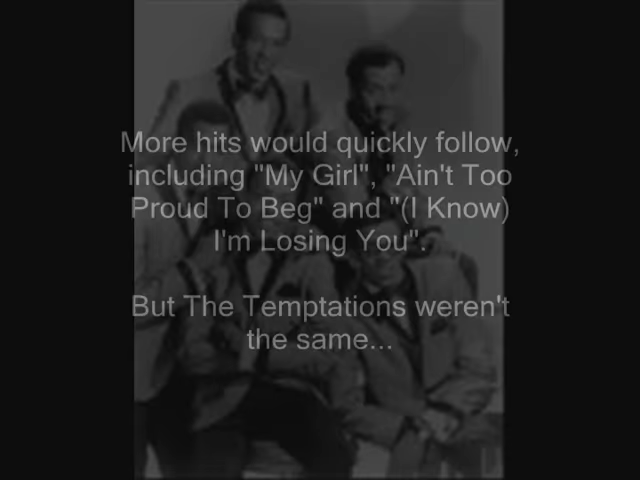 More hits would quickly follow,
including "My Girl", "Ain't Too
Proud To Beg" and "(I Know)
I'm Losing You".
But The Temptations weren't
the same...